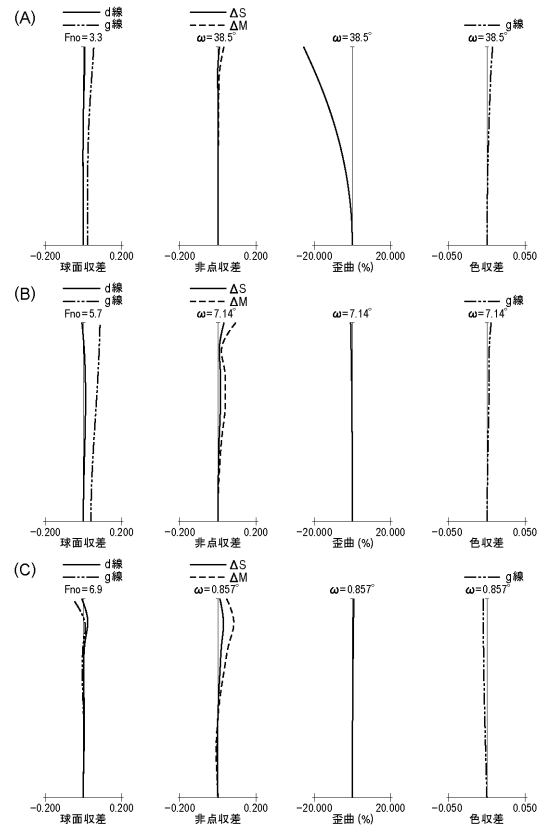 (A)
d線
g線
Fno=3.3
ΔS
ΔM
ω=38.5°
ω=38.5°
g線
ω=38.5°
-0.200 0.200
球面収差
-0.200 0.200
非点収差
-20.000 20.000
歪曲(%)
-0.050 0.050
色収差
(B)
d線
g線
Fno=5.7
ΔS
ΔM
ω=7.14°
ω=7.14°
g線
ω=7.14°
-0.200 0.200
球面収差
-0.200 0.200
非点収差
-20.000 20.000
歪曲(%)
-0.050 0.050
色収差
(C)
d線
g線
Fno=6.9
ΔS
ΔM
ω=0.857°
ω=0.857°
g線
ω=0.857°
-0.200 0.200
球面収差
-0.200 0.200
非点収差
-20.000 20.000
歪曲(%)
-0.050 0.050
色収差